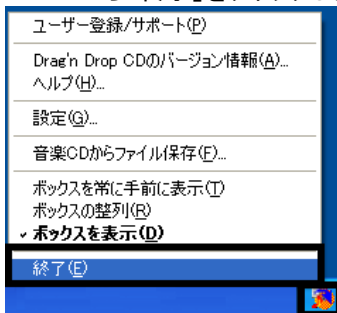 ユーザー登録/サポート(P)
Drag'n Drop CDのバージョン情報(A)...
ヘルプ(H)...
設定(G)...
音楽CDからファイル保存(F)...
ボックスを常に手前に表示(T)
ボックスの整列(R)
ボックスを表示(D)
終了(E)